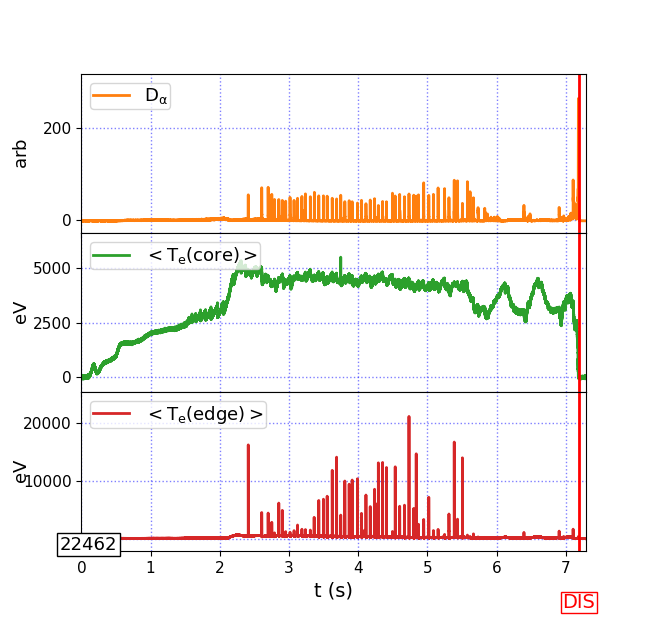 Dα
200
0
arb
< Te(core) >
5000
2500
0
eV
< Te(edge) >
20000
10000
eV
22462
0 1 2 3 4 5 6 7
t (s)
DIS